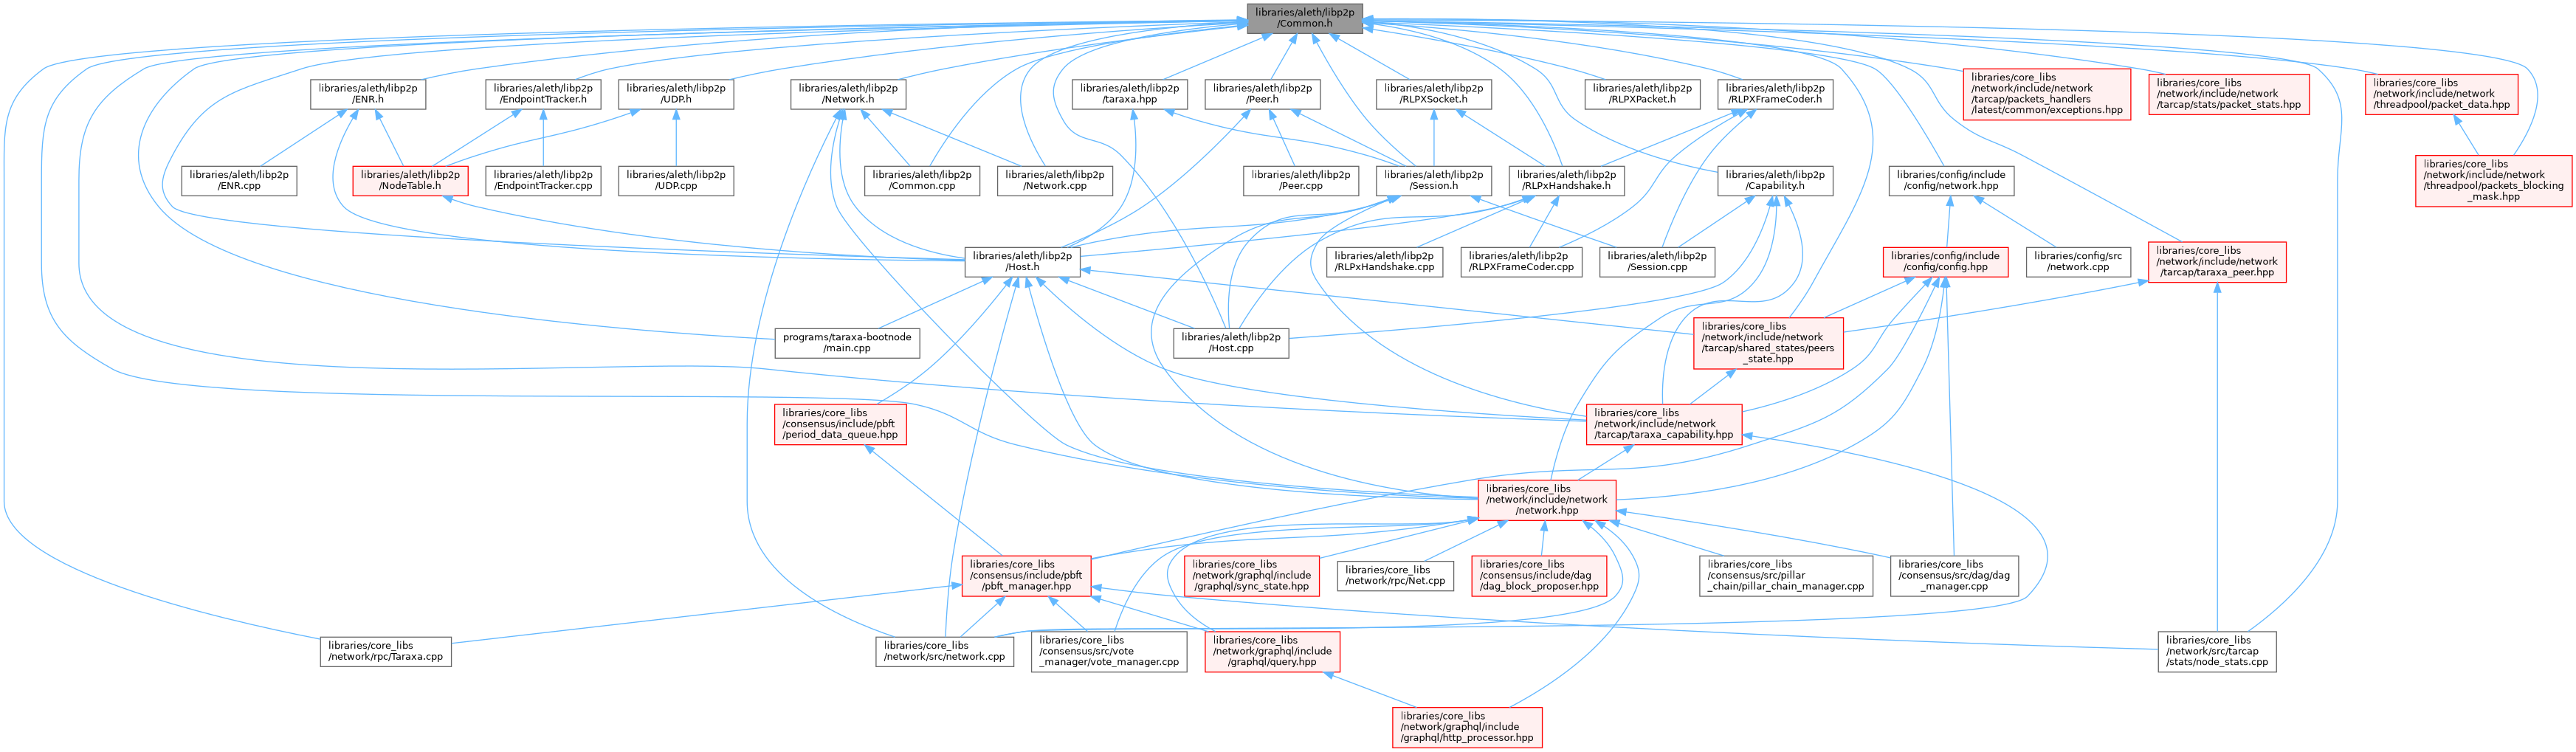 libraries/aleth/libp2p
/Common.h
libraries/aleth/libp2p
/ENR.h
libraries/aleth/libp2p
/EndpointTracker.h
libraries/aleth/libp2p
/UDP.h
libraries/aleth/libp2p
/Network.h
libraries/aleth/libp2p
/taraxa.hpp
libraries/aleth/libp2p
/Peer.h
libraries/aleth/libp2p
/RLPXSocket.h
libraries/aleth/libp2p
/RLPXPacket.h
libraries/aleth/libp2p
/RLPXFrameCoder.h
libraries/core_libs
/network/include/network
/tarcap/packets_handlers
/latest/common/exceptions.hpp
libraries/core_libs
/network/include/network
/tarcap/stats/packet_stats.hpp
libraries/core_libs
/network/include/network
/threadpool/packet_data.hpp
libraries/aleth/libp2p
/ENR.cpp
libraries/aleth/libp2p
/NodeTable.h
libraries/aleth/libp2p
/EndpointTracker.cpp
libraries/aleth/libp2p
/UDP.cpp
libraries/aleth/libp2p
/Common.cpp
libraries/aleth/libp2p
/Network.cpp
libraries/aleth/libp2p
/Peer.cpp
libraries/aleth/libp2p
/Session.h
libraries/aleth/libp2p
/RLPxHandshake.h
libraries/aleth/libp2p
/Capability.h
libraries/config/include
/config/network.hpp
libraries/core_libs
/network/include/network
/threadpool/packets_blocking
_mask.hpp
libraries/aleth/libp2p
/Host.h
libraries/aleth/libp2p
/RLPxHandshake.cpp
libraries/aleth/libp2p
/RLPXFrameCoder.cpp
libraries/aleth/libp2p
/Session.cpp
libraries/config/include
/config/config.hpp
libraries/config/src
/network.cpp
libraries/core_libs
/network/include/network
/tarcap/taraxa_peer.hpp
programs/taraxa-bootnode
/main.cpp
libraries/aleth/libp2p
/Host.cpp
libraries/core_libs
/network/include/network
/tarcap/shared_states/peers
_state.hpp
libraries/core_libs
/consensus/include/pbft
/period_data_queue.hpp
libraries/core_libs
/network/include/network
/tarcap/taraxa_capability.hpp
libraries/core_libs
/network/include/network
/network.hpp
libraries/core_libs
/consensus/include/pbft
/pbft_manager.hpp
libraries/core_libs
/network/graphql/include
/graphql/sync_state.hpp
libraries/core_libs
/network/rpc/Net.cpp
libraries/core_libs
/consensus/include/dag
/dag_block_proposer.hpp
libraries/core_libs
/consensus/src/pillar
_chain/pillar_chain_manager.cpp
libraries/core_libs
/consensus/src/dag/dag
_manager.cpp
libraries/core_libs
/network/rpc/Taraxa.cpp
libraries/core_libs
/network/src/network.cpp
libraries/core_libs
/consensus/src/vote
_manager/vote_manager.cpp
libraries/core_libs
/network/graphql/include
/graphql/query.hpp
libraries/core_libs
/network/src/tarcap
/stats/node_stats.cpp
libraries/core_libs
/network/graphql/include
/graphql/http_processor.hpp